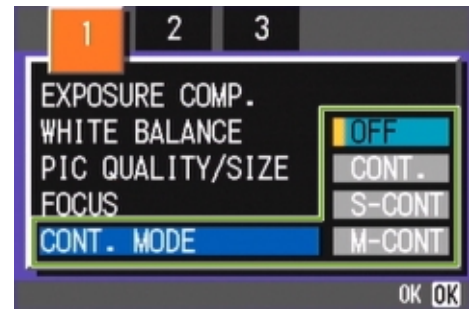 1 2 3
EXPOSURE COMP.
WHITE BALANCE OFF
PIC QUALITY/SIZE CONT.
FOCUS S-CONT
CONT. MODE M-CONT
OK OK